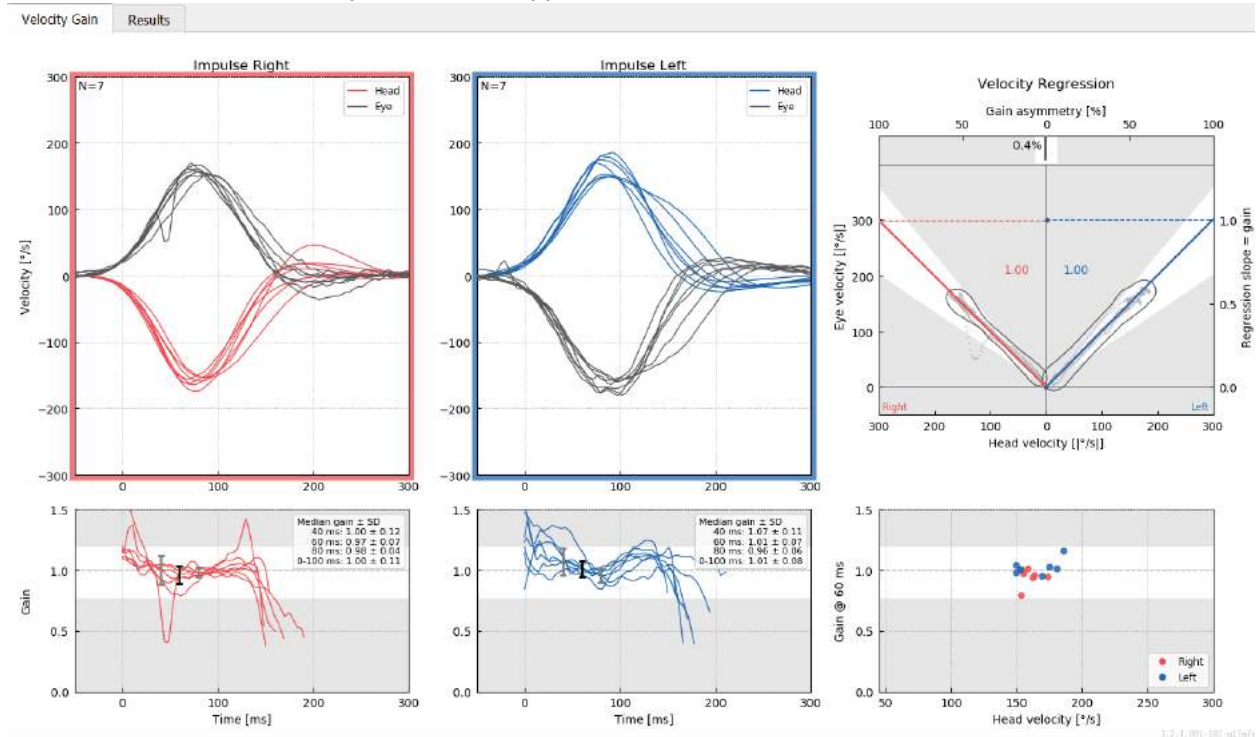 Velocity Gain
Results
Impulse Right
300
200
100
0
−100
−200
−300
Velocity [°/s]
N=7
Head
Eye
0
100
200
300
Impulse Left
300
200
100
0
−100
−200
−300
N=7
Head
Eye
0
100
200
300
Velocity Regression
Gain asymmetry [%]
100
50
0
50
100
0.4%
300
200
100
0
Eye velocity [°/s]
1.00
1.00
1.0
0.5
0.0
Regression slope = gain
Right
Left
300
200
100
0
100
200
300
Head velocity [|°/s|]
1.5
1.0
0.5
0.0
Gain
Median gain ± SD
40 ms: 1.00 ± 0.12
60 ms: 0.97 ± 0.07
80 ms: 0.98 ± 0.04
0-100 ms: 1.00 ± 0.11
0
100
200
300
Time [ms]
1.5
1.0
0.5
0.0
Median gain ± SD
40 ms: 1.07 ± 0.11
60 ms: 1.01 ± 0.07
80 ms: 0.96 ± 0.06
0-100 ms: 1.01 ± 0.08
0
100
200
300
Time [ms]
1.5
1.0
0.5
0.0
Gain @ 60 ms
Right
Left
50
100
150
200
250
300
Head velocity [°/s]